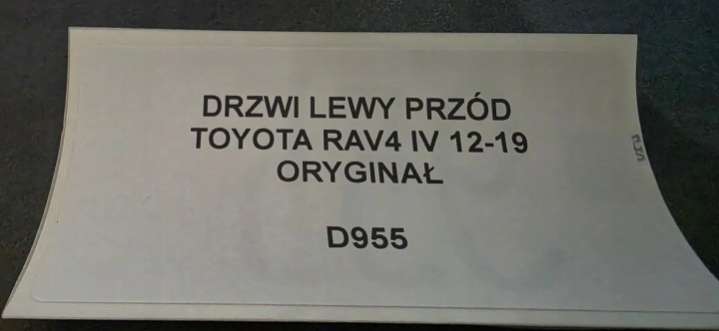 DRZWI LEWY PRZÓD
TOYOTA RAV4 IV 12-19
ORYGINAŁ
D955